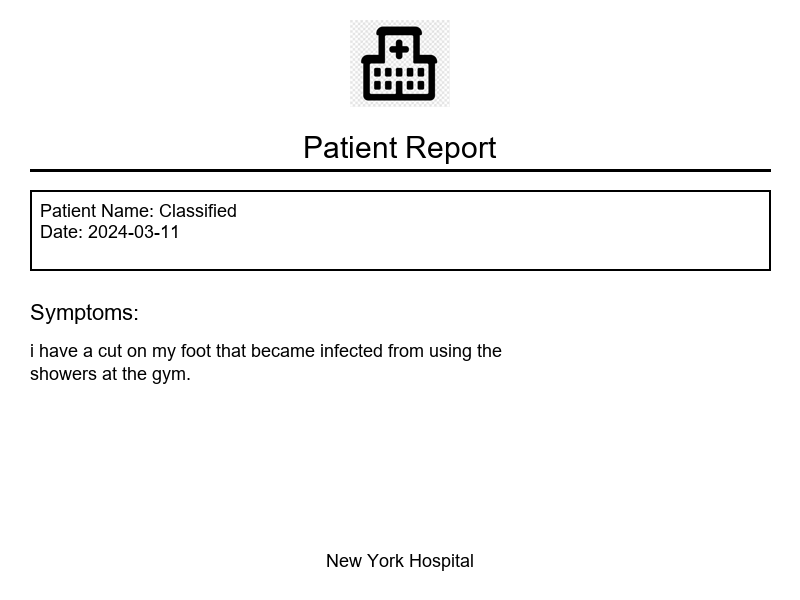 Patient Report
Patient Name: Classified
Date: 2024-03-11
Symptoms:
i have a cut on my foot that became infected from using the
showers at the gym.
New York Hospital